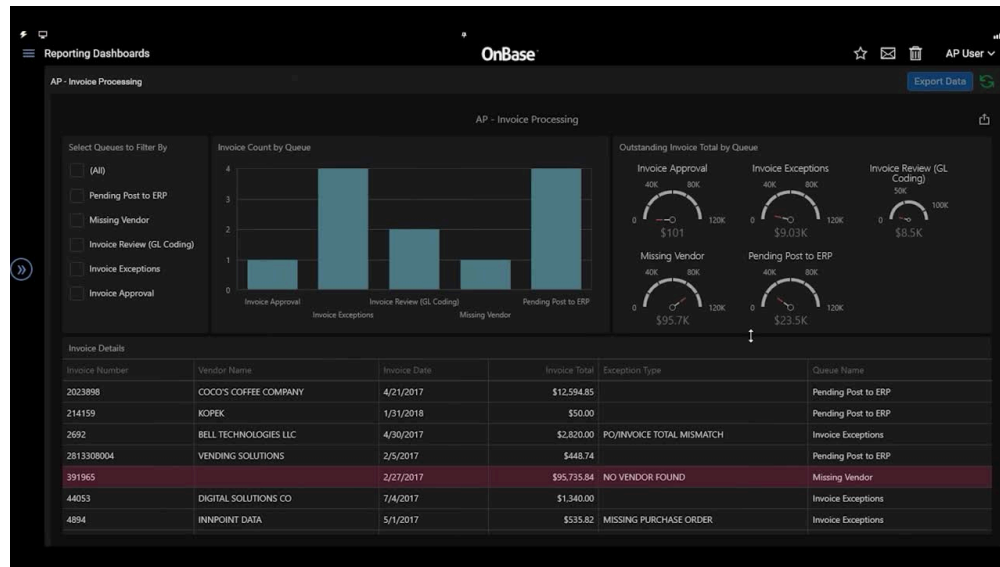 Reporting Dashboards
OnBase
AP User
AP - Invoice Processing
Export Data
AP - Invoice Processing
Select Queues to Filter By
(All)
Pending Post to ERP
Missing Vendor
Invoice Review (GL Coding)
Invoice Exceptions
Invoice Approval
Invoice Count by Queue
4
3
2
1
0
Invoice Approval
Invoice Exceptions
Invoice Review (GL Coding)
Missing Vendor
Pending Post to ERP
Outstanding Invoice Total by Queue
Invoice Approval
40K 80K
0 120K
$101
Invoice Exceptions
40K 80K
0 120K
$9.03K
Invoice Review (GL
Coding)
50K
0 100K
$8.5K
Missing Vendor
40K 80K
0 120K
$95.7K
Pending Post to ERP
40K 80K
0 120K
$23.5K
Invoice Details
Invoice Number Vendor Name Invoice Date Invoice Total Exception Type Queue Name
2023898 COCO'S COFFEE COMPANY 4/21/2017 $12,594.85 Pending Post to ERP
214159 KOPEK 1/31/2018 $50.00 Pending Post to ERP
2692 BELL TECHNOLOGIES LLC 4/30/2017 $2,820.00 PO/INVOICE TOTAL MISMATCH Invoice Exceptions
2813308004 VENDING SOLUTIONS 2/5/2017 $448.74 Pending Post to ERP
391965 2/27/2017 $95,735.84 NO VENDOR FOUND Missing Vendor
44053 DIGITAL SOLUTIONS CO 7/4/2017 $1,340.00 Invoice Exceptions
4894 INNPOINT DATA 5/1/2017 $535.82 MISSING PURCHASE ORDER Invoice Exceptions